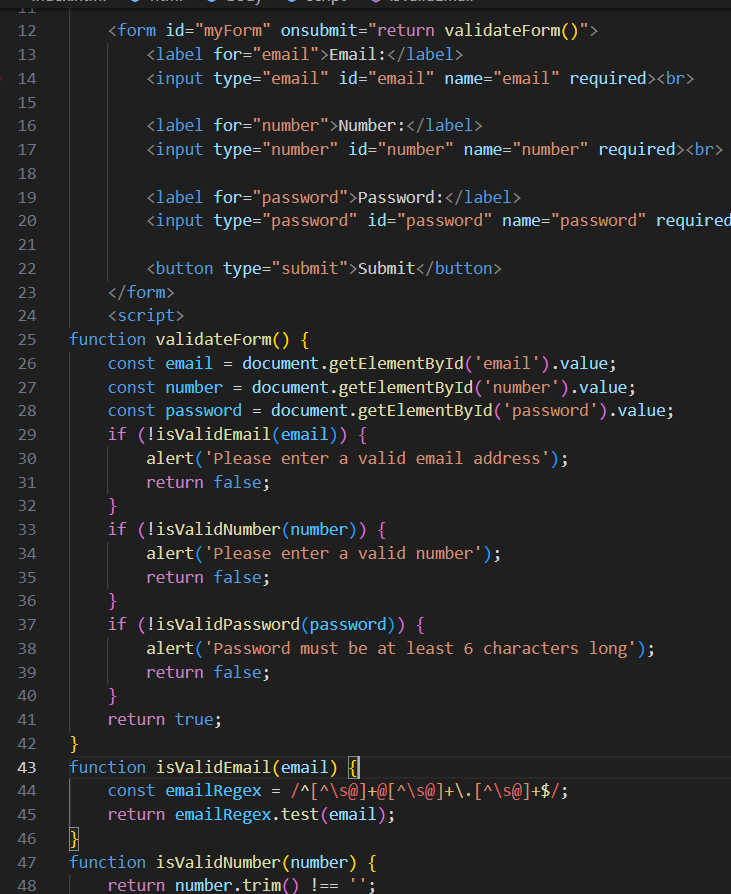 12 <form id="myForm" onsubmit="return validateForm()">
13 <label for="email">Email:</label>
14 <input type="email" id="email" name="email" required><br>
15
16 <label for="number">Number:</label>
17 <input type="number" id="number" name="number" required><br>
18
19 <label for="password">Password:</label>
20 <input type="password" id="password" name="password" required
21
22 <button type="submit">Submit</button>
23 </form>
24 <script>
25 function validateForm() {
26 const email = document.getElementById('email').value;
27 const number = document.getElementById('number').value;
28 const password = document.getElementById('password').value;
29 if (!isValidEmail(email)) {
30 alert('Please enter a valid email address');
31 return false;
32 }
33 if (!isValidNumber(number)) {
34 alert('Please enter a valid number');
35 return false;
36 }
37 if (!isValidPassword(password)) {
38 alert('Password must be at least 6 characters long');
39 return false;
40 }
41 return true;
42 }
43 function isValidEmail(email) {
44 const emailRegex = /^[^\s@]+@[^\s@]+\.[^\s@]+$/;
45 return emailRegex.test(email);
46 }
47 function isValidNumber(number) {
48 return number.trim() !== '';